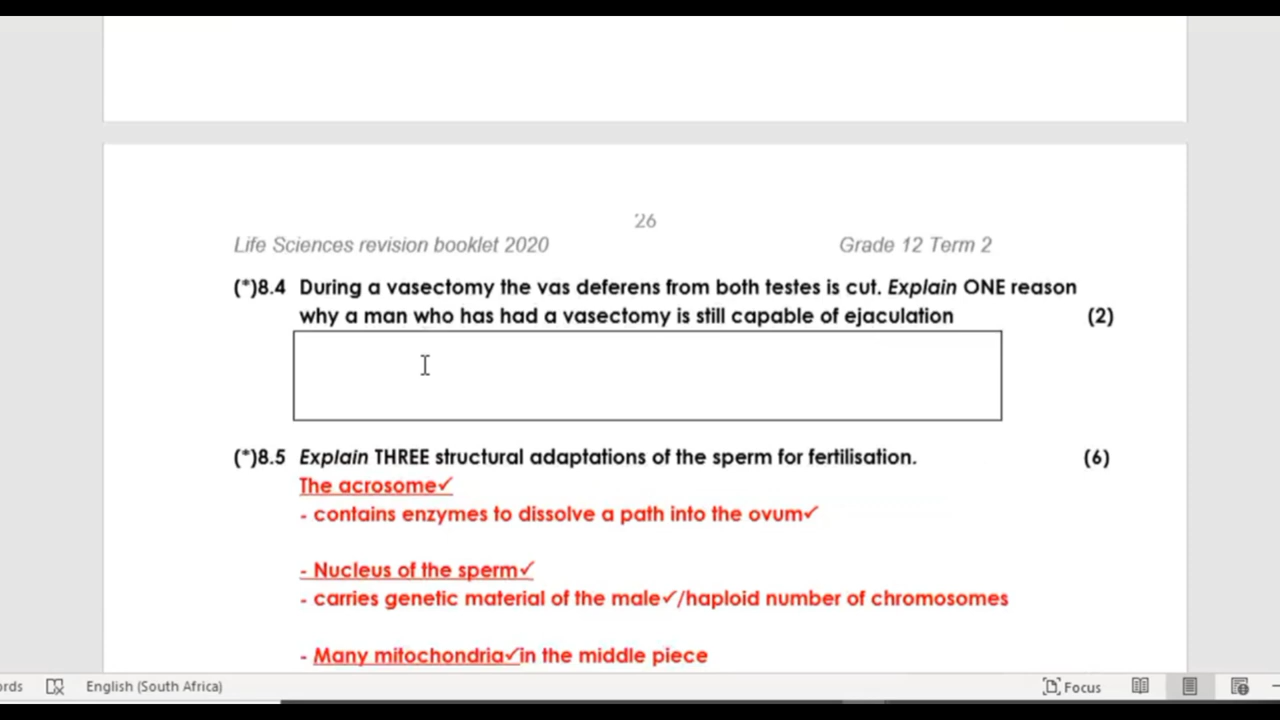 26
Life Sciences revision booklet 2020 Grade 12 Term 2
(*)8.4 During a vasectomy the vas deferens from both testes is cut. Explain ONE reason
why a man who has had a vasectomy is still capable of ejaculation (2)
(*)8.5 Explain THREE structural adaptations of the sperm for fertilisation. (6)
The acrosome✓
- contains enzymes to dissolve a path into the ovum✓
- Nucleus of the sperm✓
- carries genetic material of the male✓/haploid number of chromosomes
- Many mitochondria✓in the middle piece
English (South Africa) Focus